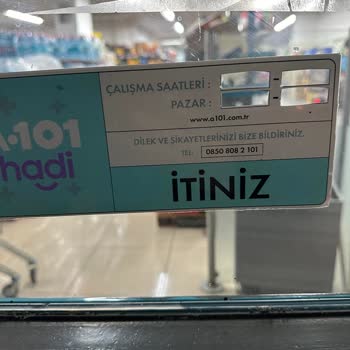 A101
hadi
ÇALIŞMA SAATLERİ :
PAZAR :
www.a101.com.tr
DİLEK VE ŞİKAYETLERİNİZİ BİZE BİLDİRİNİZ.
TEL: 0850 808 2 101
İTİNİZ